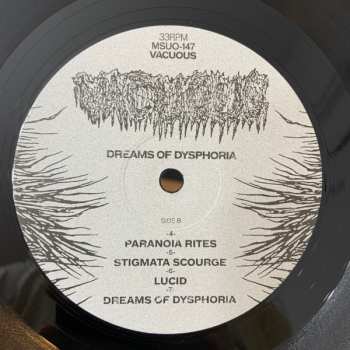 33RPM
MSUO-147
VACUOUS
VACUOUS
DREAMS OF DYSPHORIA
SIDE B
-4-
PARANOIA RITES
-5-
STIGMATA SCOURGE
-6-
LUCID
-7-
DREAMS OF DYSPHORIA